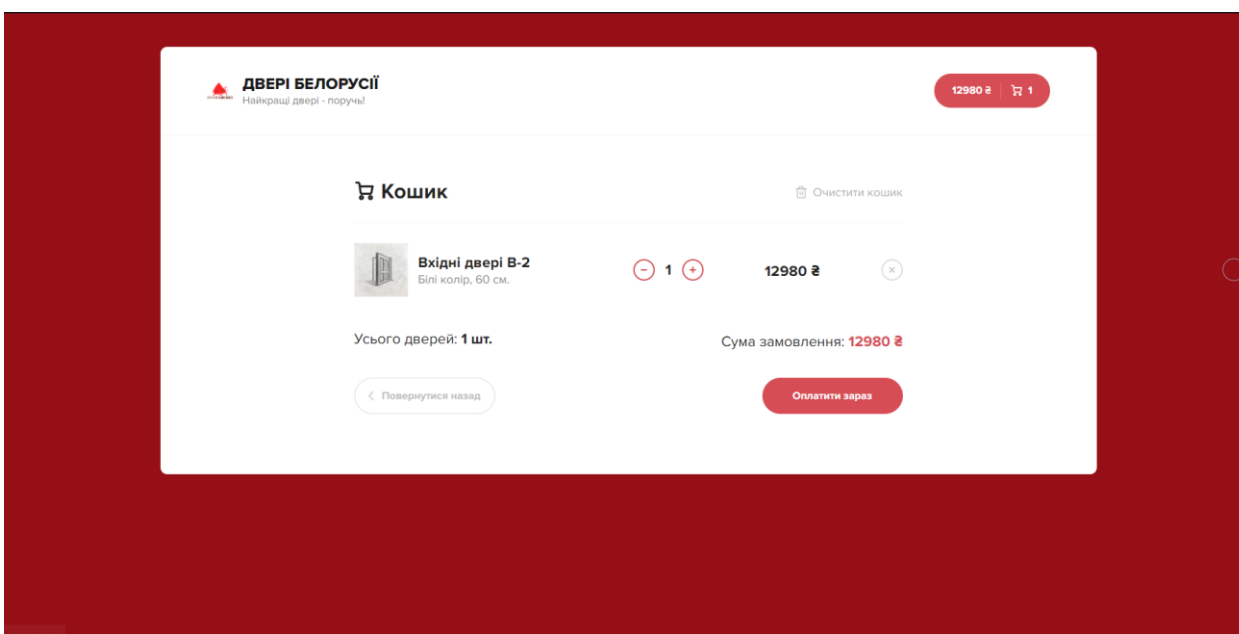 ДВЕРІ БЕЛОРУСІЇ
Найкращі двері - поручь!
12980 ₴ 1
Кошик
Очистити кошик
Вхідні двері В-2
Білі колір, 60 см.
1
12980 ₴
Усього дверей: 1 шт.
Сума замовлення: 12980 ₴
Повернутися назад
Оплатити зараз